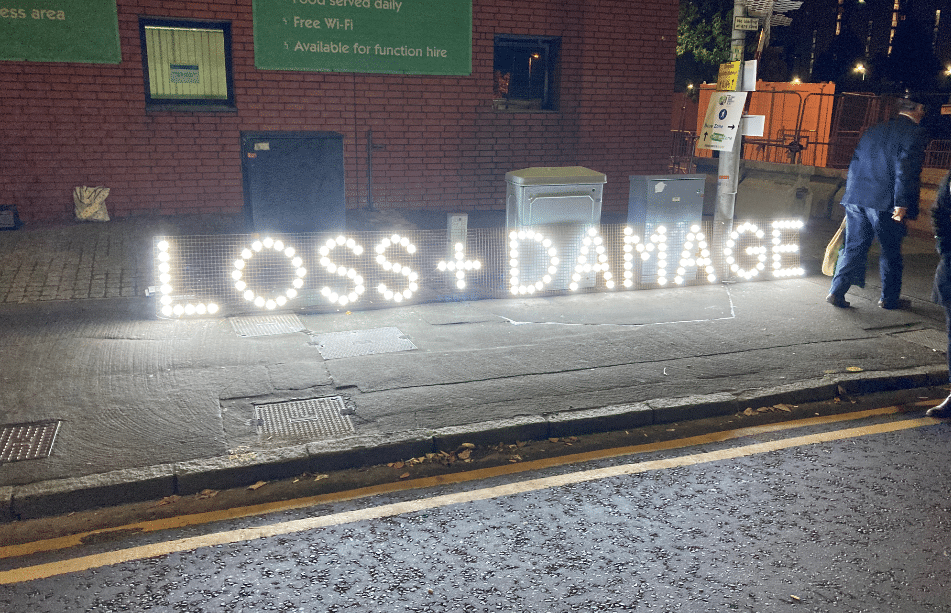 ess area
Food served daily
Free Wi-Fi
Available for function hire
LOSS+DAMAGE